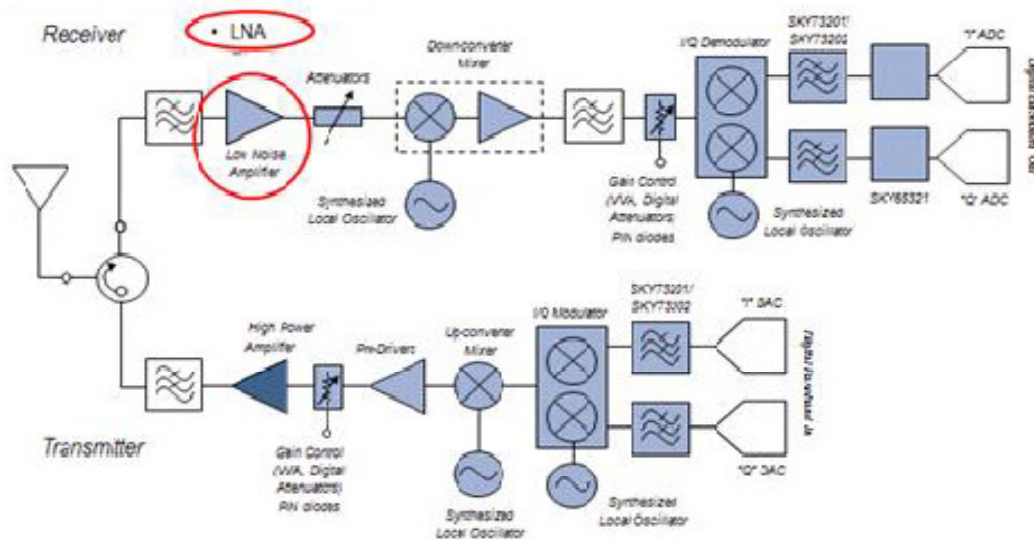 Receiver
• LNA
Low Noise
Amplifier
Attenuators
Down-converter
Mixer
Synthesized
Local Oscillator
Gain Control
(VVA, Digital
Attenuators)
PIN diodes
I/Q Demodulator
Synthesized
Local Oscillator
SKY73201/
SKY73202
SKY65321
"I" ADC
"Q" ADC
Transmitter
High Power
Amplifier
Gain Control
(VVA, Digital
Attenuators)
PIN diodes
Pre-Drivers
Up-converter
Mixer
Synthesized
Local Oscillator
I/Q Modulator
Synthesized
Local Oscillator
SKY73201/
SKY73202
"I" DAC
"Q" DAC